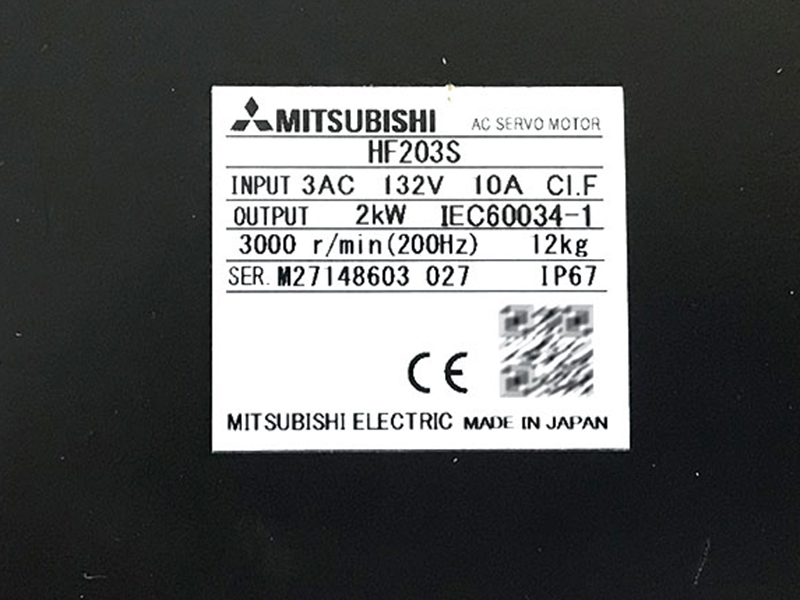 MITSUBISHI AC SERVO MOTOR
HF203S
INPUT 3AC 132V 10A CI.F
OUTPUT 2kW IEC60034-1
3000 r/min(200Hz) 12kg
SER. M27148603 027 IP67
CE
MITSUBISHI ELECTRIC MADE IN JAPAN